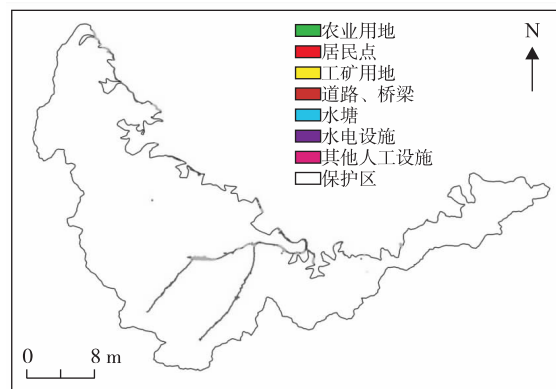 农业用地
N
居民点
工矿用地
道路、桥梁
水塘
水电设施
其他人工设施
保护区
0 8 m